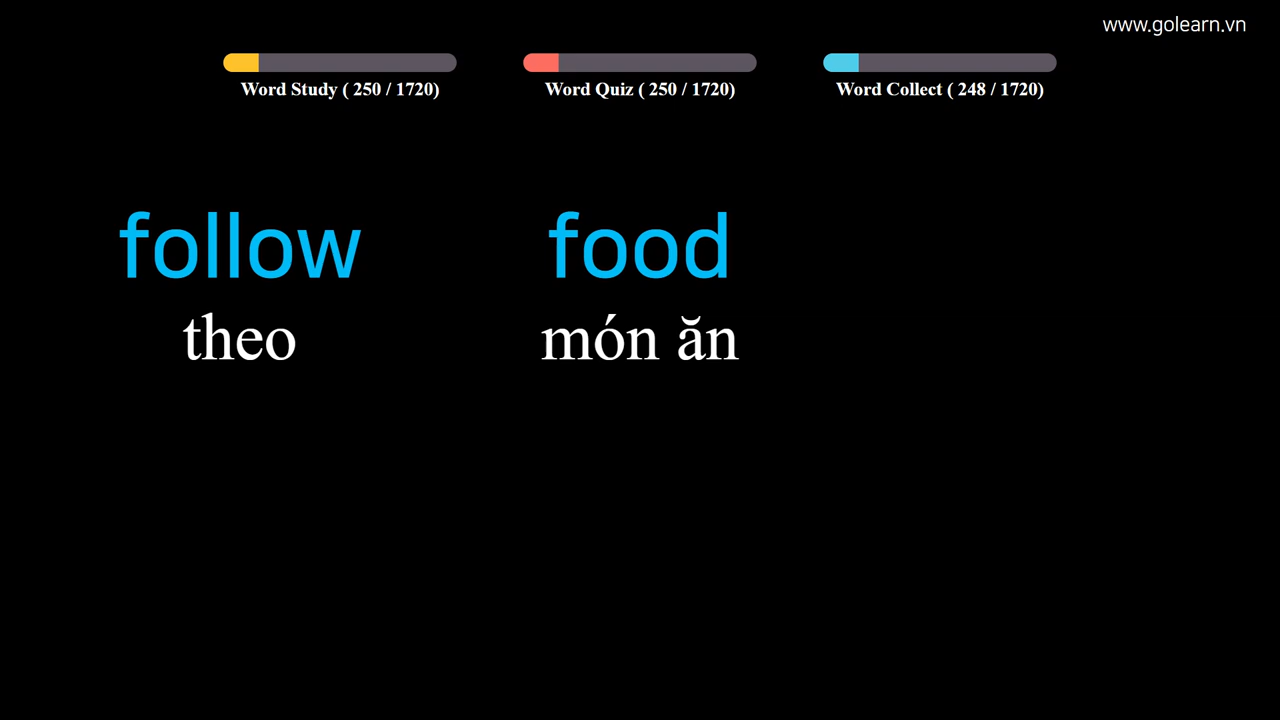 www.golearn.vn
Word Study ( 250 / 1720)
Word Quiz ( 250 / 1720)
Word Collect ( 248 / 1720)
follow
theo
food
món ăn